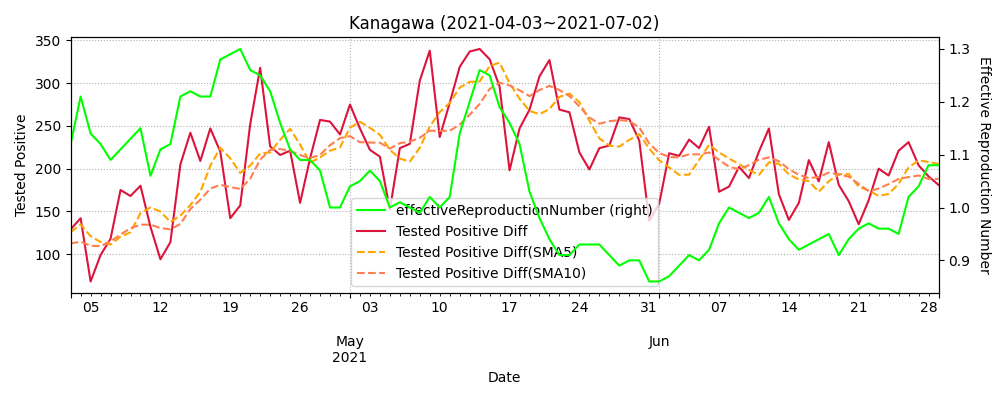 Kanagawa (2021-04-03~2021-07-02)
350
300
250
200
150
100
Tested Positive
1.3
1.2
1.1
1.0
0.9
Effective Reproduction Number
effectiveReproductionNumber (right)
Tested Positive Diff
Tested Positive Diff(SMA5)
Tested Positive Diff(SMA10)
05 12 19 26 03 10 17 24 31 07 14 21 28
May Jun
2021
Date